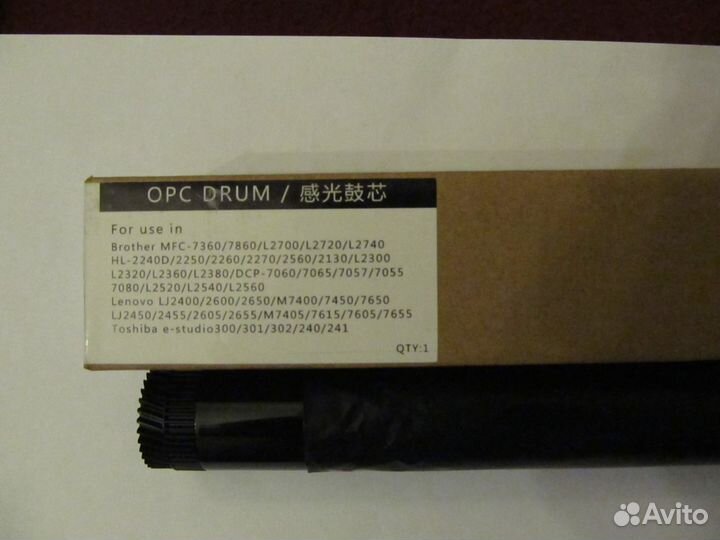 OPC DRUM / 感光鼓芯
For use in
Brother MFC-7360/7860/L2700/L2720/L2740
HL-2240D/2250/2260/2270/2560/2130/L2300
L2320/L2360/L2380/DCP-7060/7065/7057/7055
7080/L2520/L2540/L2560
Lenovo LJ2400/2600/2650/M7400/7450/7650
LJ2450/2455/2605/2655/M7405/7615/7605/7655
Toshiba e-studio300/301/302/240/241
QTY:1
Avito